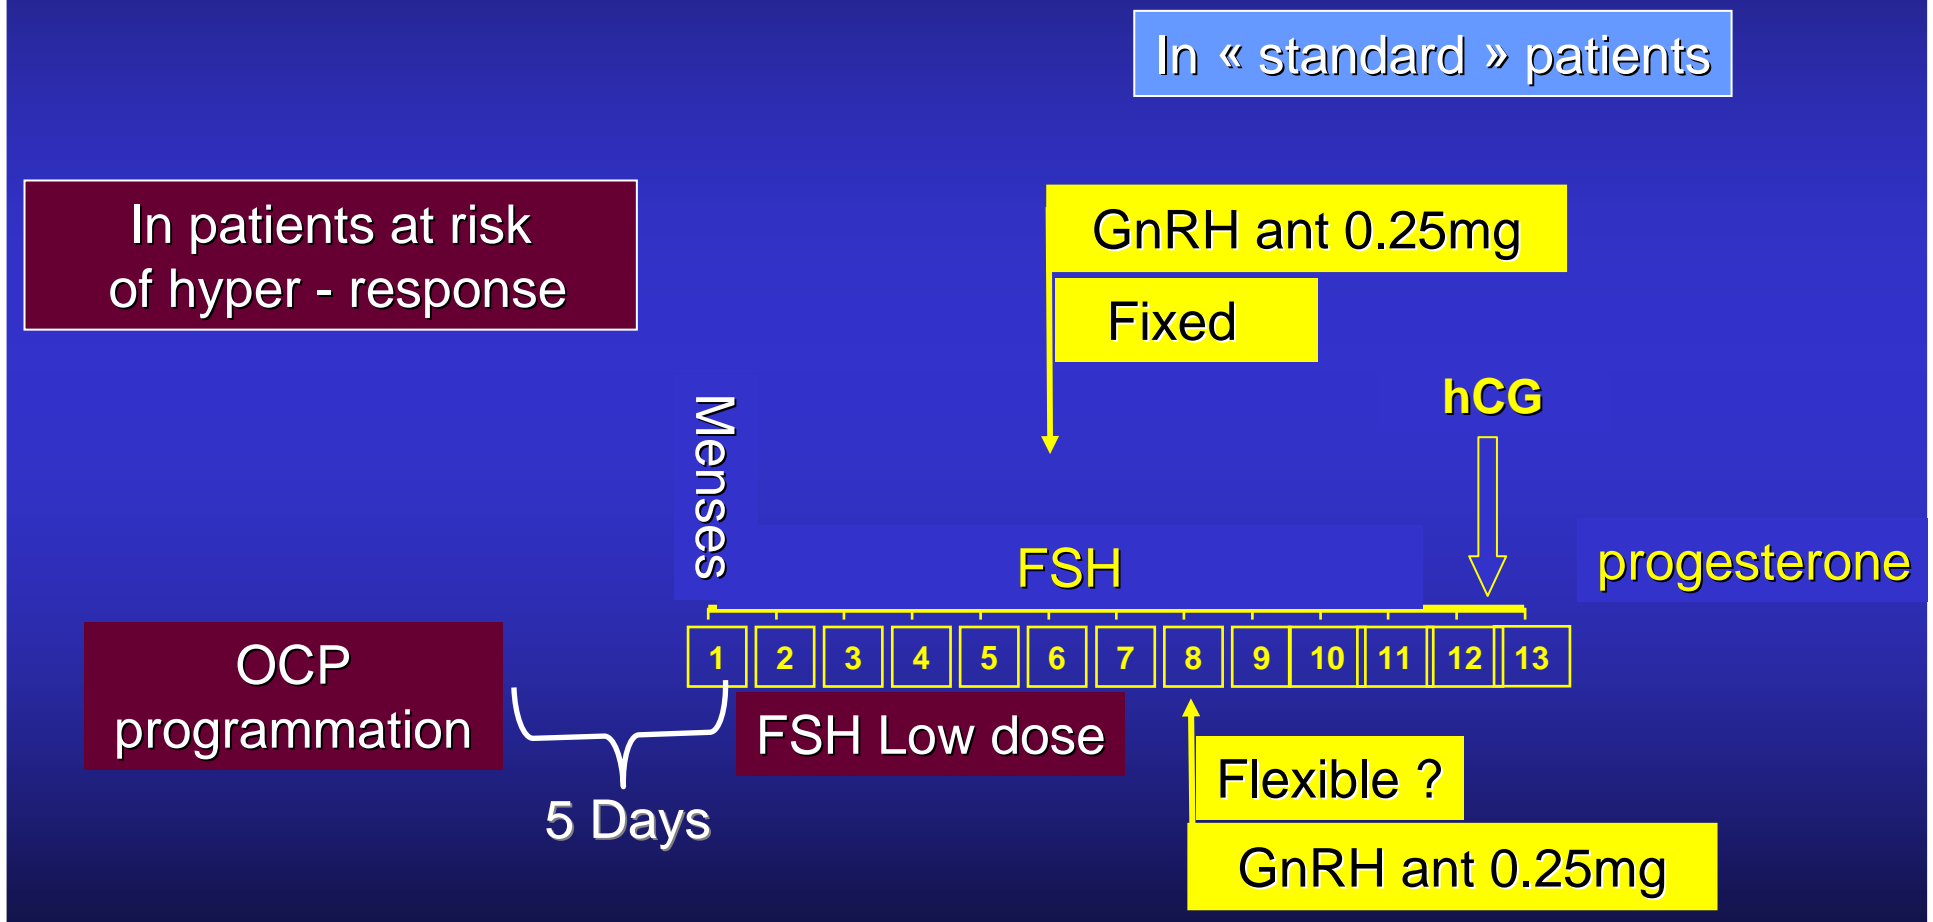 In « standard » patients
In patients at risk
of hyper - response
GnRH ant 0.25mg
Fixed
hCG
Menses
FSH
progesterone
1 2 3 4 5 6 7 8 9 10 11 12 13
OCP
programmation
FSH Low dose
5 Days
Flexible ?
GnRH ant 0.25mg